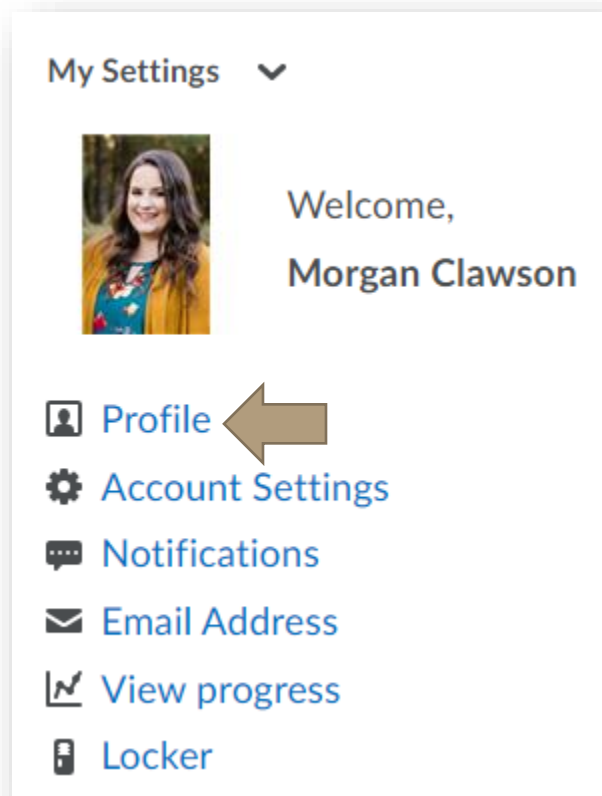 My Settings
Welcome,
Morgan Clawson
Profile
Account Settings
Notifications
Email Address
View progress
Locker